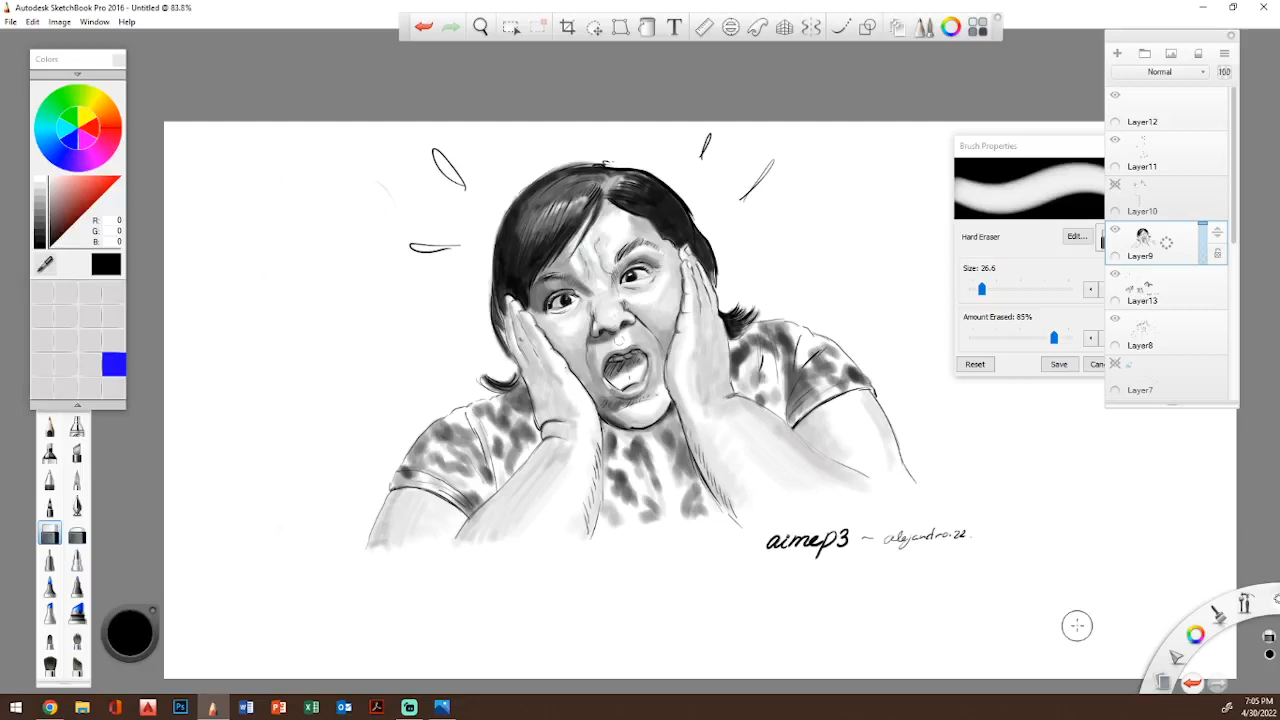 Autodesk SketchBook Pro 2016 - Untitled @ 83.8%
File Edit Image Window Help
T
Colors
R: 0
G: 0
B: 0
Normal
100
Layer12
Layer11
Layer10
Layer9
Layer13
Layer8
Layer7
Brush Properties
Hard Eraser
Edit...
Size: 26.6
Amount Erased: 85%
Reset
Save
Can
aimep3 ~ alejandro.22.
7:05 PM
4/30/2022